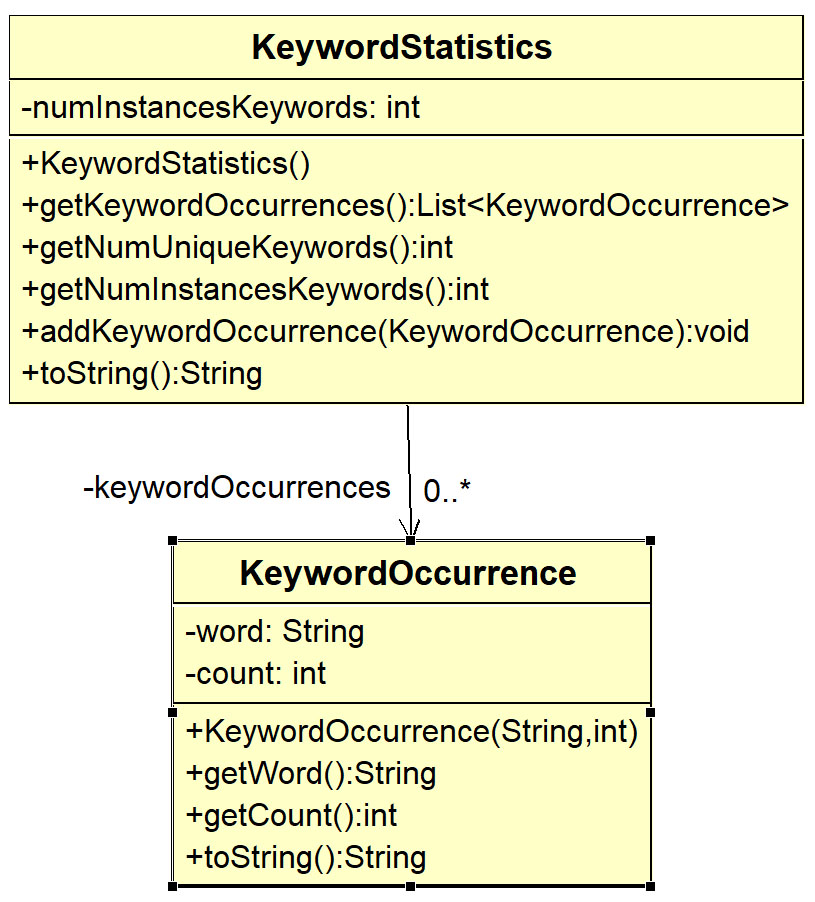 KeywordStatistics
-numInstancesKeywords: int
+KeywordStatistics()
+getKeywordOccurrences():List<KeywordOccurrence>
+getNumUniqueKeywords():int
+getNumInstancesKeywords():int
+addKeywordOccurrence(KeywordOccurrence):void
+toString():String
-keywordOccurrences 0..*
KeywordOccurrence
-word: String
-count: int
+KeywordOccurrence(String,int)
+getWord():String
+getCount():int
+toString():String